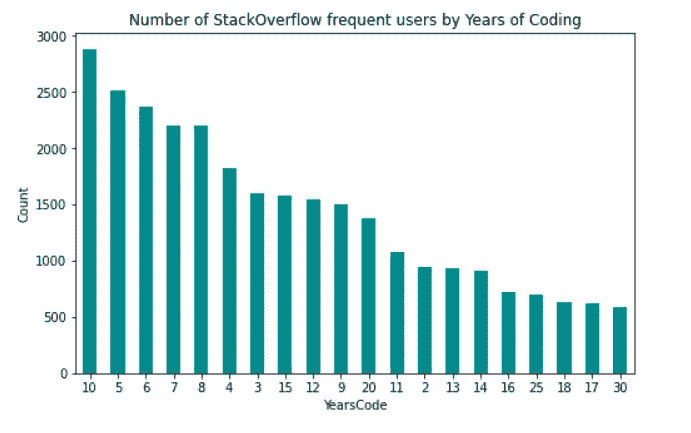 Number of StackOverflow frequent users by Years of Coding
3000
2500
2000
1500
1000
500
0
Count
10 5 6 7 8 4 3 15 12 9 20 11 2 13 14 16 25 18 17 30
YearsCode